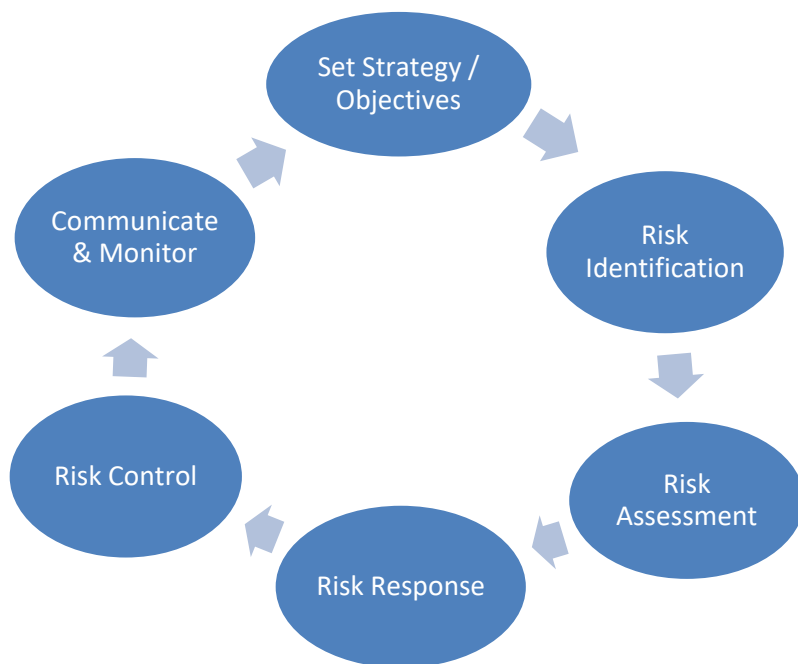 Set Strategy /
Objectives
Risk
Identification
Risk
Assessment
Risk Response
Risk Control
Communicate
& Monitor